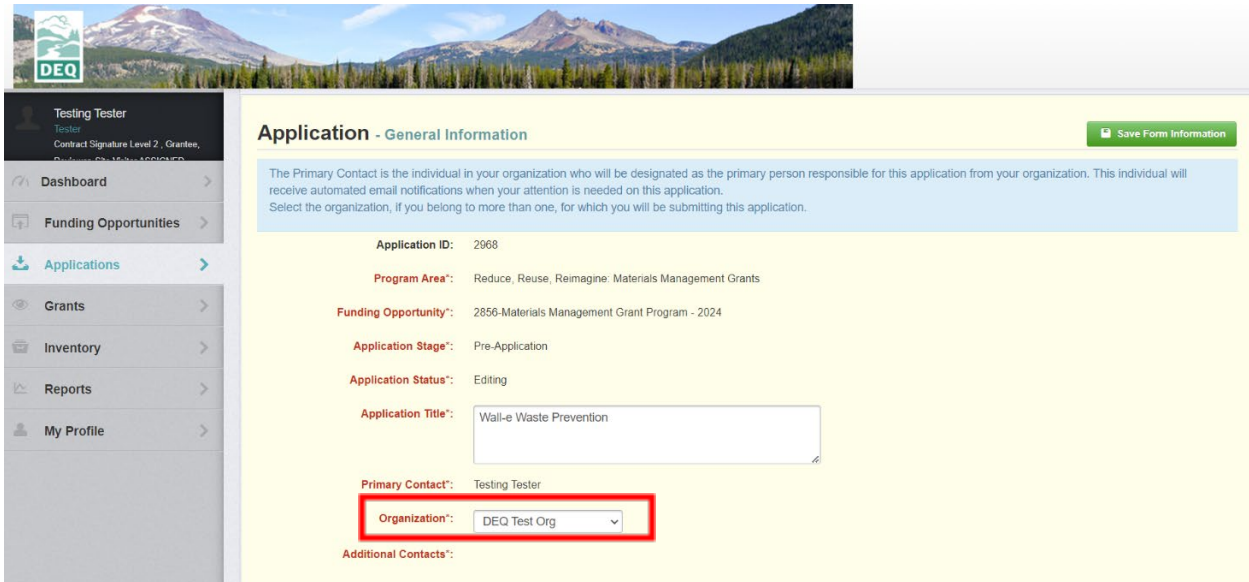 DEQ
Testing Tester
Tester
Contract Signature Level 2 , Grantee,
Dashboard
Funding Opportunities
Applications
Grants
Inventory
Reports
My Profile
Application - General Information
Save Form Information
The Primary Contact is the individual in your organization who will be designated as the primary person responsible for this application from your organization. This individual will
receive automated email notifications when your attention is needed on this application.
Select the organization, if you belong to more than one, for which you will be submitting this application.
Application ID: 2968
Program Area*: Reduce, Reuse, Reimagine: Materials Management Grants
Funding Opportunity*: 2856-Materials Management Grant Program - 2024
Application Stage*: Pre-Application
Application Status*: Editing
Application Title*: Wall-e Waste Prevention
Primary Contact*: Testing Tester
Organization*: DEQ Test Org
Additional Contacts*: